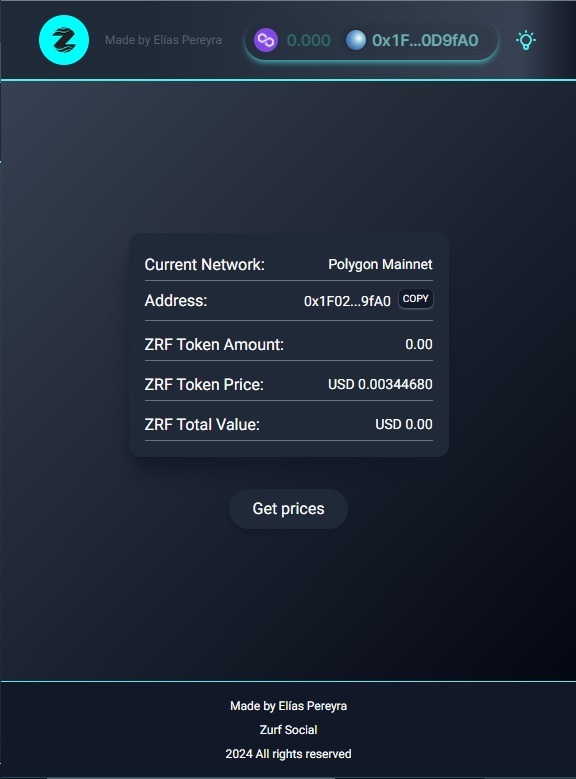 Made by Elías Pereyra 0.000 0x1F...0D9fA0
Current Network: Polygon Mainnet
Address: 0x1F02...9fA0 COPY
ZRF Token Amount: 0.00
ZRF Token Price: USD 0.00344680
ZRF Total Value: USD 0.00
Get prices
Made by Elías Pereyra
Zurf Social
2024 All rights reserved